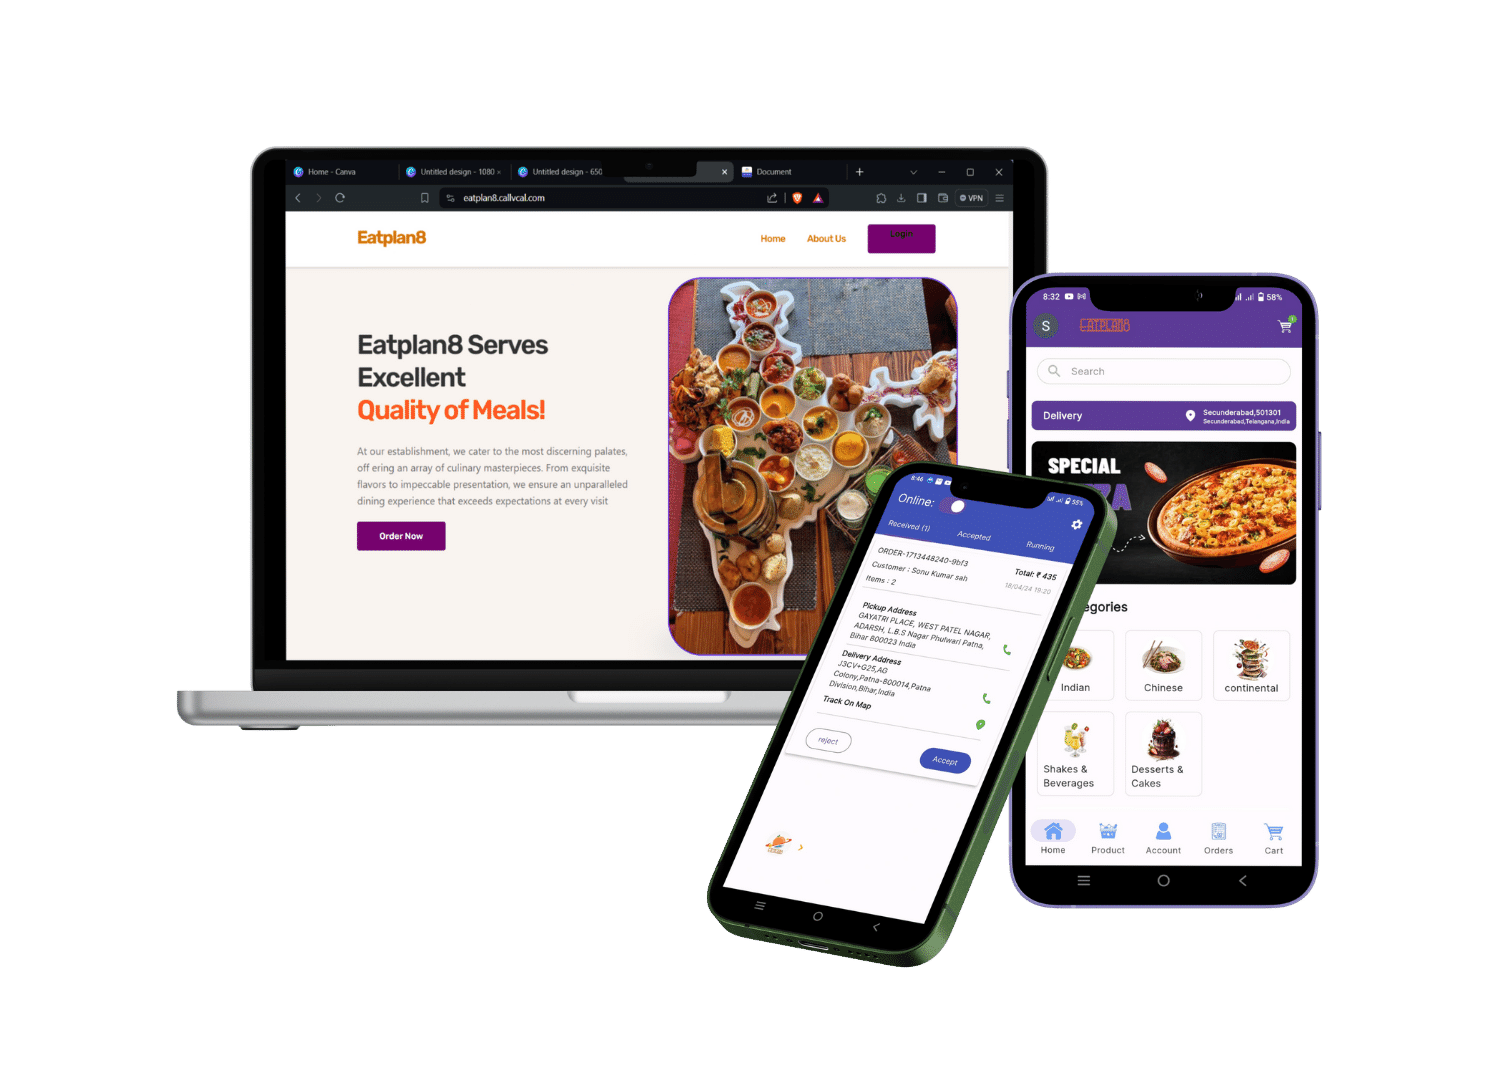 Home - Canva
Untitled design - 1080
Untitled design - 650
Document
eatplan8.callvcal.com
VPN
Eatplan8
Home
About Us
Login
Eatplan8 Serves
Excellent
Quality of Meals!
At our establishment, we cater to the most discerning palates,
off ering an array of culinary masterpieces. From exquisite
flavors to impeccable presentation, we ensure an unparalleled
dining experience that exceeds expectations at every visit
Order Now
8:46
55%
Online:
Received (1)
Accepted
Running
ORDER-1713448240-9bf3
Customer : Sonu Kumar sah
Items : 2
Total: ₹ 435
18/04/24 19:20
Pickup Address
GAYATRI PLACE, WEST PATEL NAGAR,
ADARSH, L.B.S Nagar Phulwari Patna,
Bihar 800023 India
Delivery Address
J3CV+G25,AG
Colony,Patna-800014,Patna
Division,Bihar,India
Track On Map
reject
Accept
8:32
58%
S
EATPLAN8
1
Search
Delivery
Secunderabad,501301
Secunderabad,Telangana,India
SPECIAL
Indian
Chinese
continental
Shakes &
Beverages
Desserts &
Cakes
Home
Product
Account
Orders
Cart